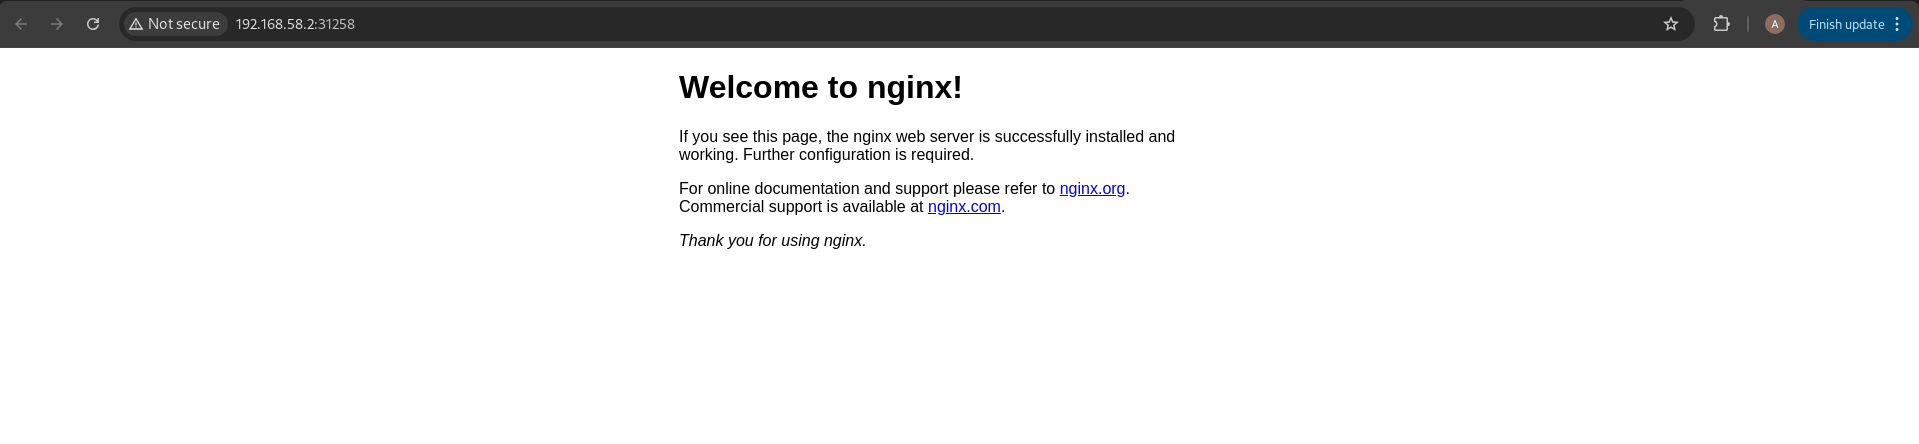 Not secure 192.168.58.2:31258 A Finish update
Welcome to nginx!
If you see this page, the nginx web server is successfully installed and
working. Further configuration is required.
For online documentation and support please refer to nginx.org.
Commercial support is available at nginx.com.
Thank you for using nginx.